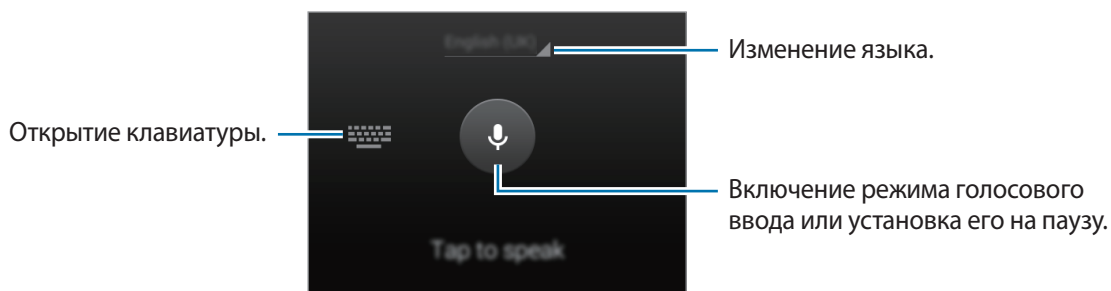 English (UK)
Изменение языка.
Открытие клавиатуры.
Включение режима голосового
ввода или установка его на паузу.
Tap to speak